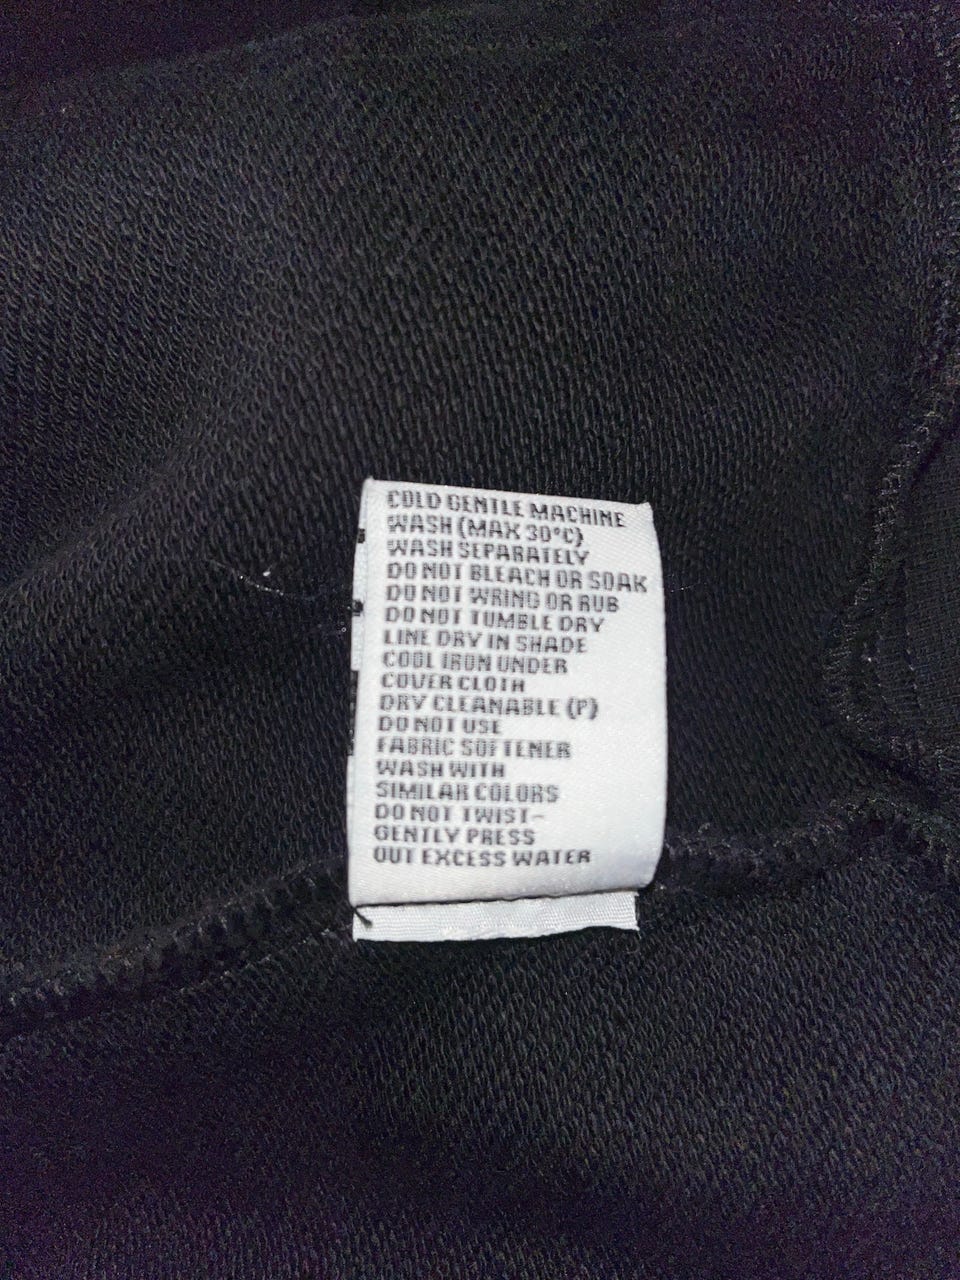 COLD GENTLE MACHINE
WASH (MAX 30°C)
WASH SEPARATELY
DO NOT BLEACH OR SOAK
DO NOT WRING OR RUB
DO NOT TUMBLE DRY
LINE DRY IN SHADE
COOL IRON UNDER
COVER CLOTH
DRY CLEANABLE (P)
DO NOT USE
FABRIC SOFTENER
WASH WITH
SIMILAR COLORS
DO NOT TWIST-
GENTLY PRESS
OUT EXCESS WATER